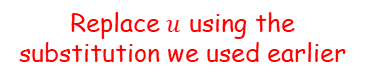 Replace 𝑢 using the
substitution we used earlier